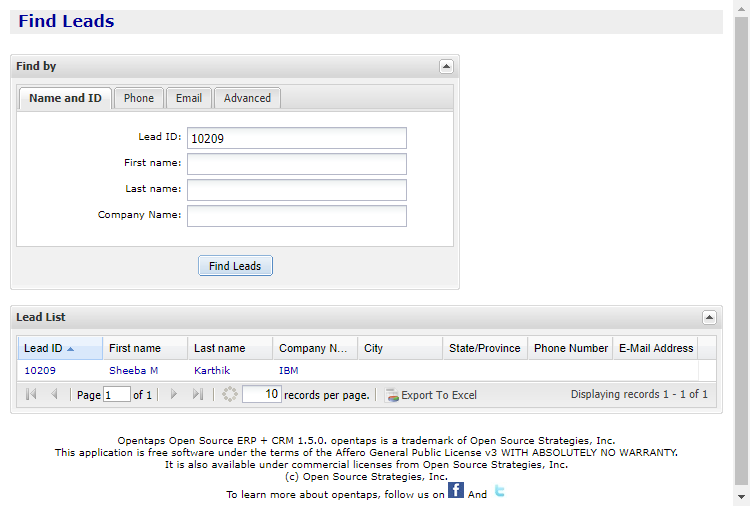 Find Leads
Find by
Name and ID Phone Email Advanced
Lead ID: 10209
First name:
Last name:
Company Name:
Find Leads
Lead List
Lead ID First name Last name Company N... City State/Province Phone Number E-Mail Address
10209 Sheeba M Karthik IBM
Page 1 of 1 10 records per page. Export To Excel Displaying records 1 - 1 of 1
Opentaps Open Source ERP + CRM 1.5.0. opentaps is a trademark of Open Source Strategies, Inc.
This application is free software under the terms of the Affero General Public License v3 WITH ABSOLUTELY NO WARRANTY.
It is also available under commercial licenses from Open Source Strategies, Inc.
(c) Open Source Strategies, Inc.
To learn more about opentaps, follow us on f And t